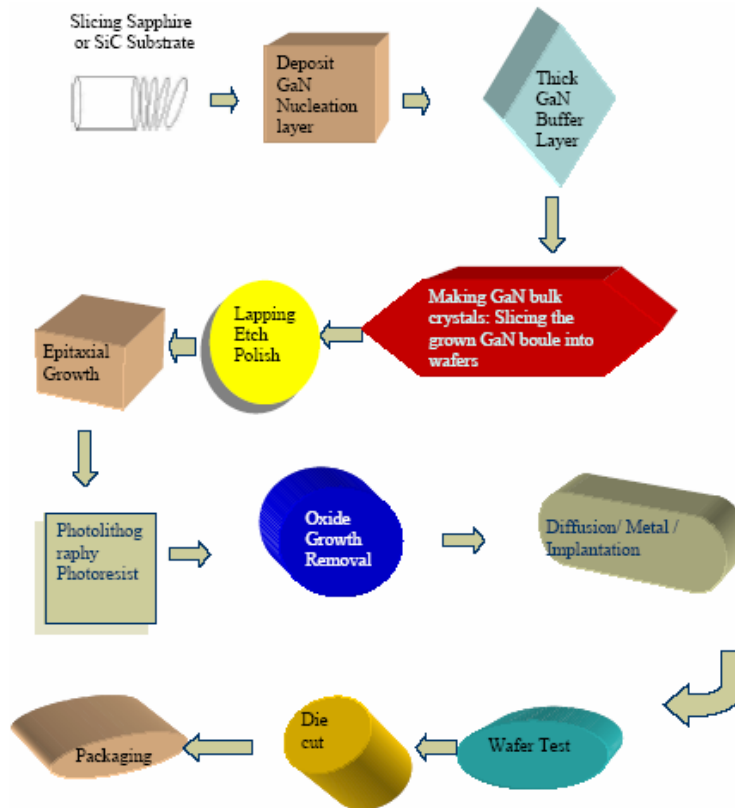 Slicing Sapphire
or SiC Substrate
Deposit
GaN
Nucleation
layer
Thick
GaN
Buffer
Layer
Making GaN bulk
crystals: Slicing the
grown GaN boule into
wafers
Lapping
Etch
Polish
Epitaxial
Growth
Photolithog
raphy
Photoresist
Oxide
Growth
Removal
Diffusion/ Metal /
Implantation
Wafer Test
Die
cut
Packaging